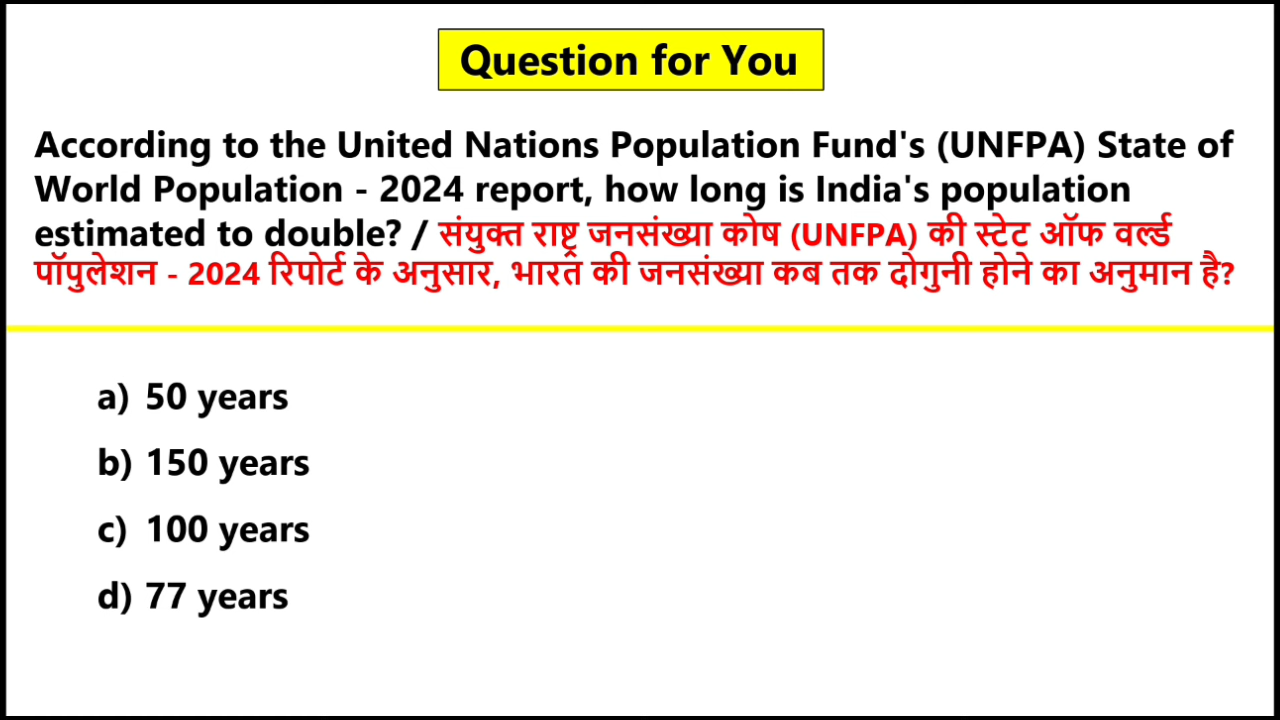 Question for You
According to the United Nations Population Fund's (UNFPA) State of
World Population - 2024 report, how long is India's population
estimated to double? / संयुक्त राष्ट्र जनसंख्या कोष (UNFPA) की स्टेट ऑफ वर्ल्ड
पॉपुलेशन - 2024 रिपोर्ट के अनुसार, भारत की जनसंख्या कब तक दोगुनी होने का अनुमान है?
a) 50 years
b) 150 years
c) 100 years
d) 77 years